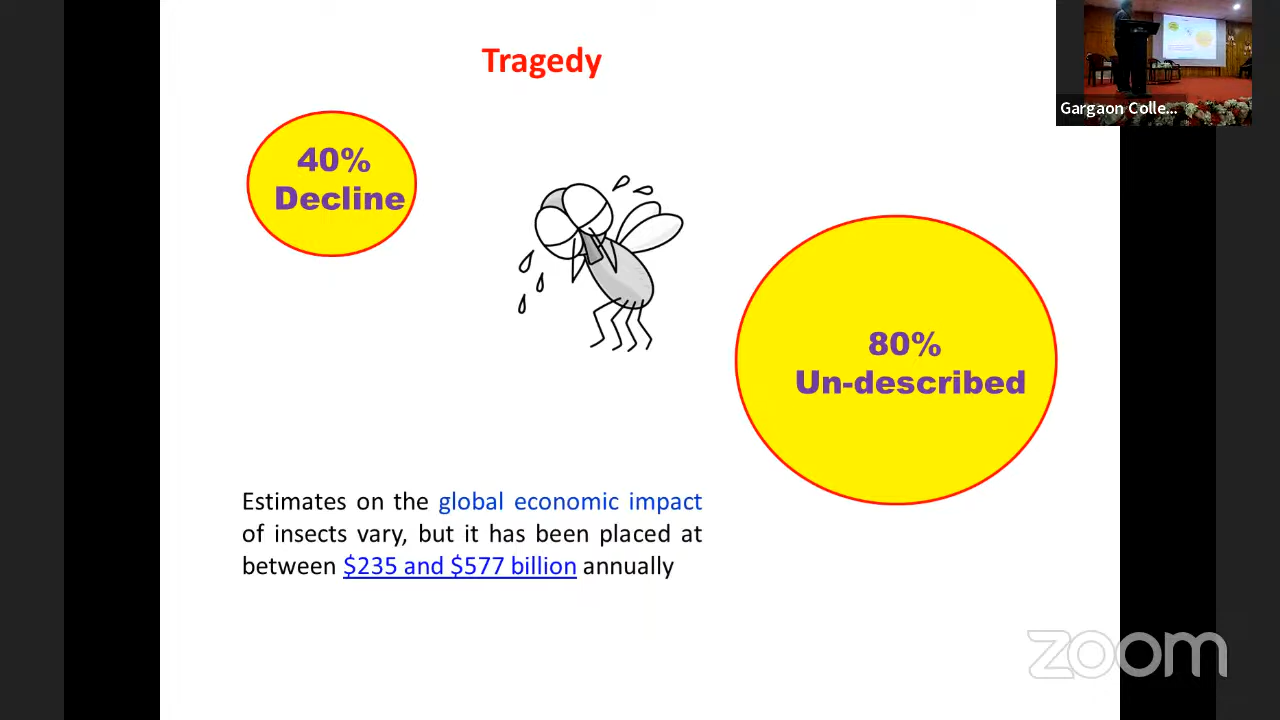 Tragedy
Gargaon Colle...
40%
Decline
80%
Un-described
Estimates on the global economic impact
of insects vary, but it has been placed at
between $235 and $577 billion annually
zoom